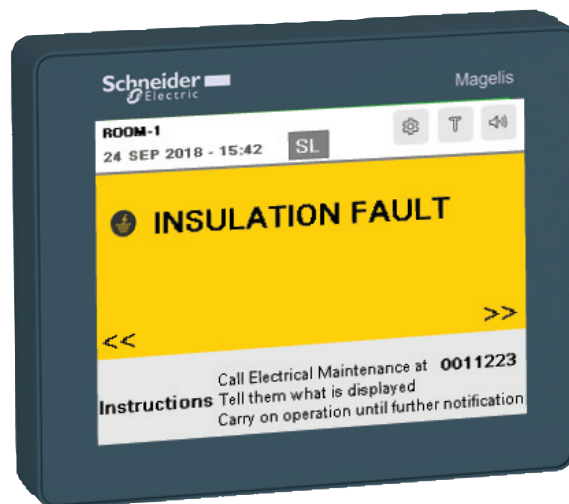 Schneider
Electric
Magelis
ROOM-1
24 SEP 2018 - 15:42
SL
T
INSULATION FAULT
<< >>
Instructions
Call Electrical Maintenance at 0011223
Tell them what is displayed
Carry on operation until further notification